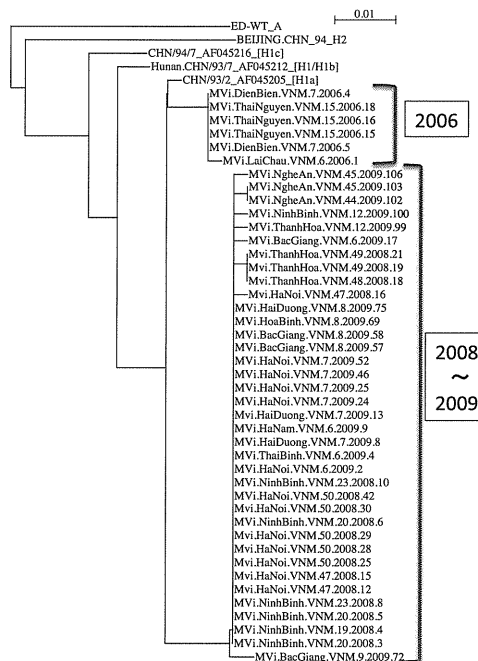 0.01
ED-WT_A
BEIJING.CHN_94_H2
CHN/94/7_AF045216_[H1c]
Hunan.CHN/93/7_AF045212_[H1/H1b]
CHN/93/2_AF045205_[H1a]
MVi.DienBien.VNM.7.2006.4
MVi.ThaiNguyen.VNM.15.2006.18
MVi.ThaiNguyen.VNM.15.2006.16
MVi.ThaiNguyen.VNM.15.2006.15
MVi.DienBien.VNM.7.2006.5
MVi.LaiChau.VNM.6.2006.1
2006
MVi.NgheAn.VNM.45.2009.106
MVi.NgheAn.VNM.45.2009.103
MVi.NgheAn.VNM.44.2009.102
MVi.NinhBinh.VNM.12.2009.100
MVi.ThanhHoa.VNM.12.2009.99
MVi.BacGiang.VNM.6.2009.17
Mvi.ThanhHoa.VNM.49.2008.21
Mvi.ThanhHoa.VNM.49.2008.19
Mvi.ThanhHoa.VNM.48.2008.18
Mvi.HaNoi.VNM.47.2008.16
MVi.HaiDuong.VNM.8.2009.75
MVi.HoaBinh.VNM.8.2009.69
MVi.BacGiang.VNM.8.2009.58
MVi.BacGiang.VNM.8.2009.57
MVi.HaNoi.VNM.7.2009.52
MVi.HaNoi.VNM.7.2009.46
MVi.HaNoi.VNM.7.2009.25
MVi.HaNoi.VNM.7.2009.24
Mvi.HaiDuong.VNM.7.2009.13
MVi.HaNam.VNM.6.2009.9
MVi.HaiDuong.VNM.7.2009.8
MVi.ThaiBinh.VNM.6.2009.4
MVi.HaNoi.VNM.6.2009.2
MVi.NinhBinh.VNM.23.2008.10
MVi.HaNoi.VNM.50.2008.42
Mvi.HaNoi.VNM.50.2008.30
MVi.NinhBinh.VNM.20.2008.6
Mvi.HaNoi.VNM.50.2008.29
Mvi.HaNoi.VNM.50.2008.28
Mvi.HaNoi.VNM.50.2008.25
Mvi.HaNoi.VNM.47.2008.15
Mvi.HaNoi.VNM.47.2008.12
MVi.NinhBinh.VNM.23.2008.8
MVi.NinhBinh.VNM.20.2008.5
MVi.NinhBinh.VNM.19.2008.4
MVi.NinhBinh.VNM.20.2008.3
MVi.BacGiang.VNM.9.2009.72
2008
~
2009